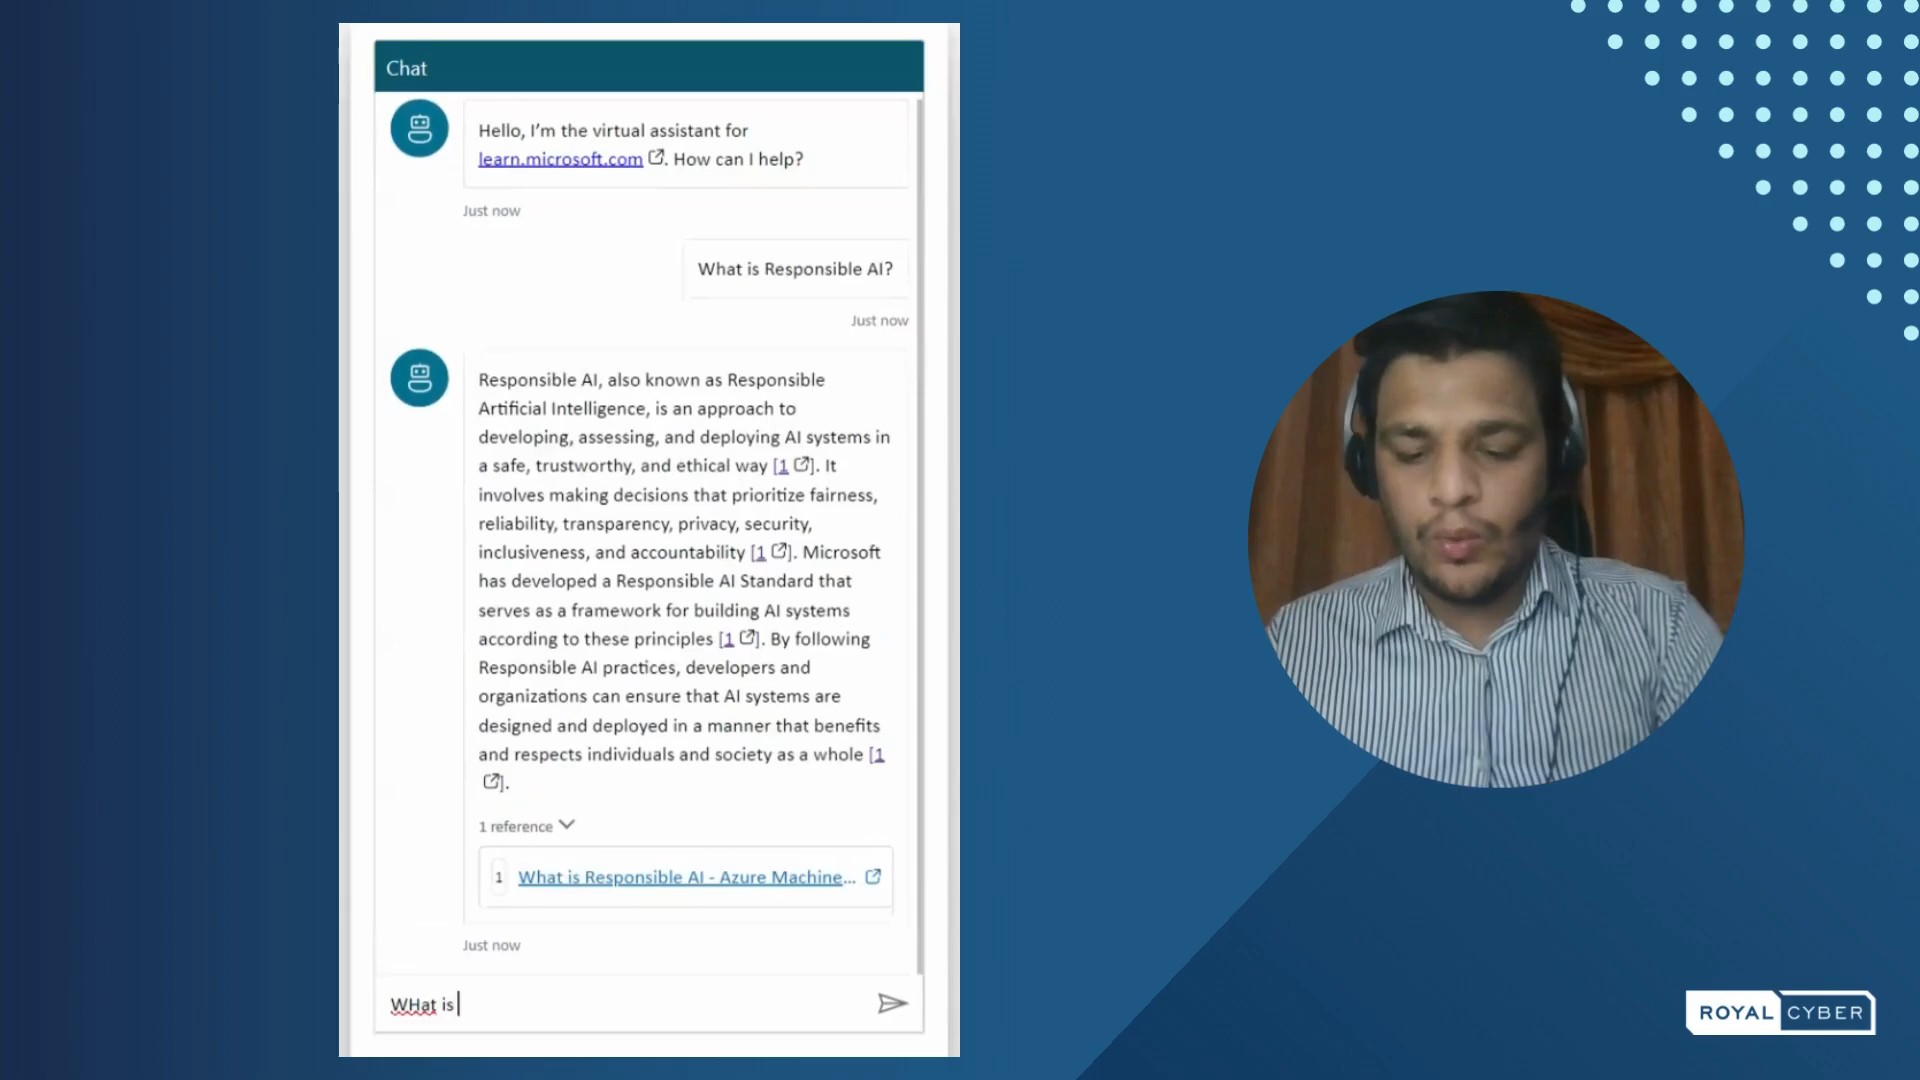 Chat
Hello, I'm the virtual assistant for
learn.microsoft.com. How can I help?
Just now
What is Responsible AI?
Just now
Responsible AI, also known as Responsible
Artificial Intelligence, is an approach to
developing, assessing, and deploying AI systems in
a safe, trustworthy, and ethical way [1]. It
involves making decisions that prioritize fairness,
reliability, transparency, privacy, security,
inclusiveness, and accountability [1]. Microsoft
has developed a Responsible AI Standard that
serves as a framework for building AI systems
according to these principles [1]. By following
Responsible AI practices, developers and
organizations can ensure that AI systems are
designed and deployed in a manner that benefits
and respects individuals and society as a whole [1
].
1 reference
1 What is Responsible AI - Azure Machine...
Just now
WHat is
ROYAL CYBER